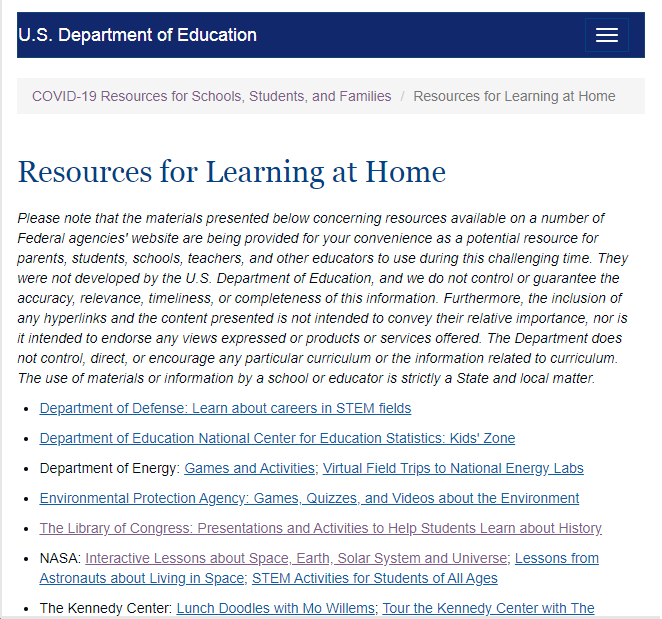 U.S. Department of Education
COVID-19 Resources for Schools, Students, and Families / Resources for Learning at Home
Resources for Learning at Home
Please note that the materials presented below concerning resources available on a number of
Federal agencies' website are being provided for your convenience as a potential resource for
parents, students, schools, teachers, and other educators to use during this challenging time. They
were not developed by the U.S. Department of Education, and we do not control or guarantee the
accuracy, relevance, timeliness, or completeness of this information. Furthermore, the inclusion of
any hyperlinks and the content presented is not intended to convey their relative importance, nor is
it intended to endorse any views expressed or products or services offered. The Department does
not control, direct, or encourage any particular curriculum or the information related to curriculum.
The use of materials or information by a school or educator is strictly a State and local matter.
• Department of Defense: Learn about careers in STEM fields
• Department of Education National Center for Education Statistics: Kids' Zone
• Department of Energy: Games and Activities; Virtual Field Trips to National Energy Labs
• Environmental Protection Agency: Games, Quizzes, and Videos about the Environment
• The Library of Congress: Presentations and Activities to Help Students Learn about History
• NASA: Interactive Lessons about Space, Earth, Solar System and Universe; Lessons from
Astronauts about Living in Space; STEM Activities for Students of All Ages
• The Kennedy Center: Lunch Doodles with Mo Willems; Tour the Kennedy Center with The